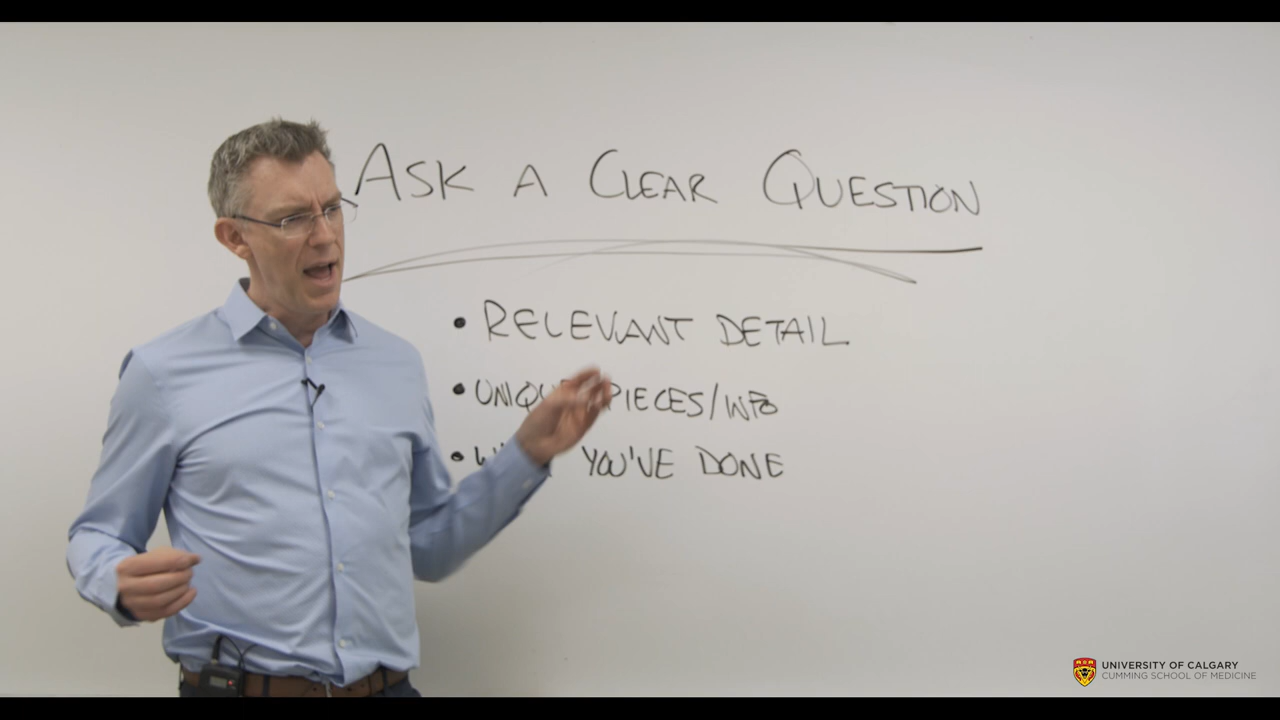 ASK A CLEAR QUESTION
• RELEVANT DETAIL
• PIECES/INFO
• YOU'VE DONE
UNIVERSITY OF CALGARY
CUMMING SCHOOL OF MEDICINE